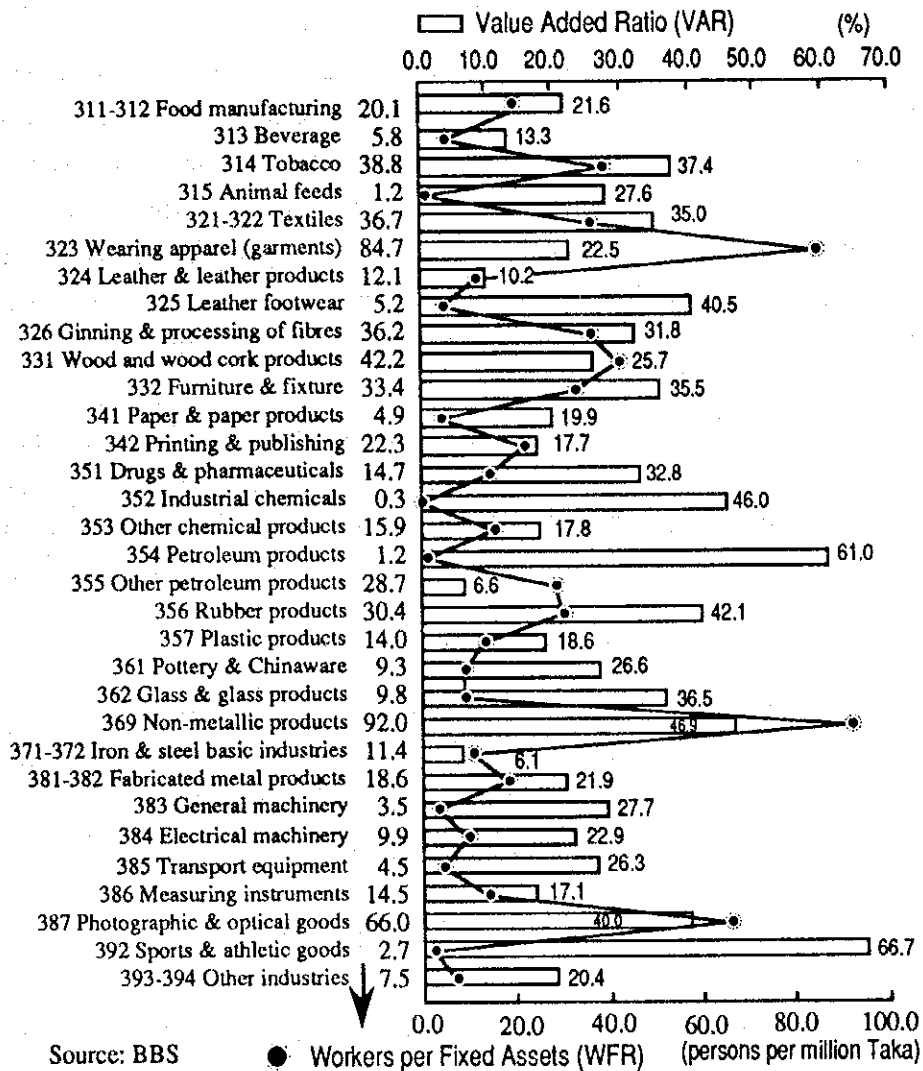 Value Added Ratio (VAR) (%)
0.0 10.0 20.0 30.0 40.0 50.0 60.0 70.0
311-312 Food manufacturing 20.1 21.6
313 Beverage 5.8 13.3
314 Tobacco 38.8 37.4
315 Animal feeds 1.2 27.6
321-322 Textiles 36.7 35.0
323 Wearing apparel (garments) 84.7 22.5
324 Leather & leather products 12.1 10.2
325 Leather footwear 5.2 40.5
326 Ginning & processing of fibres 36.2 31.8
331 Wood and wood cork products 42.2 25.7
332 Furniture & fixture 33.4 35.5
341 Paper & paper products 4.9 19.9
342 Printing & publishing 22.3 17.7
351 Drugs & pharmaceuticals 14.7 32.8
352 Industrial chemicals 0.3 46.0
353 Other chemical products 15.9 17.8
354 Petroleum products 1.2 61.0
355 Other petroleum products 28.7 6.6
356 Rubber products 30.4 42.1
357 Plastic products 14.0 18.6
361 Pottery & Chinaware 9.3 26.6
362 Glass & glass products 9.8 36.5
369 Non-metallic products 92.0 46.9
371-372 Iron & steel basic industries 11.4 6.1
381-382 Fabricated metal products 18.6 21.9
383 General machinery 3.5 27.7
384 Electrical machinery 9.9 22.9
385 Transport equipment 4.5 26.3
386 Measuring instruments 14.5 17.1
387 Photographic & optical goods 66.0 40.0
392 Sports & athletic goods 2.7 66.7
393-394 Other industries 7.5 20.4
0.0 20.0 40.0 60.0 80.0 100.0
Source: BBS Workers per Fixed Assets (WFR) (persons per million Taka)